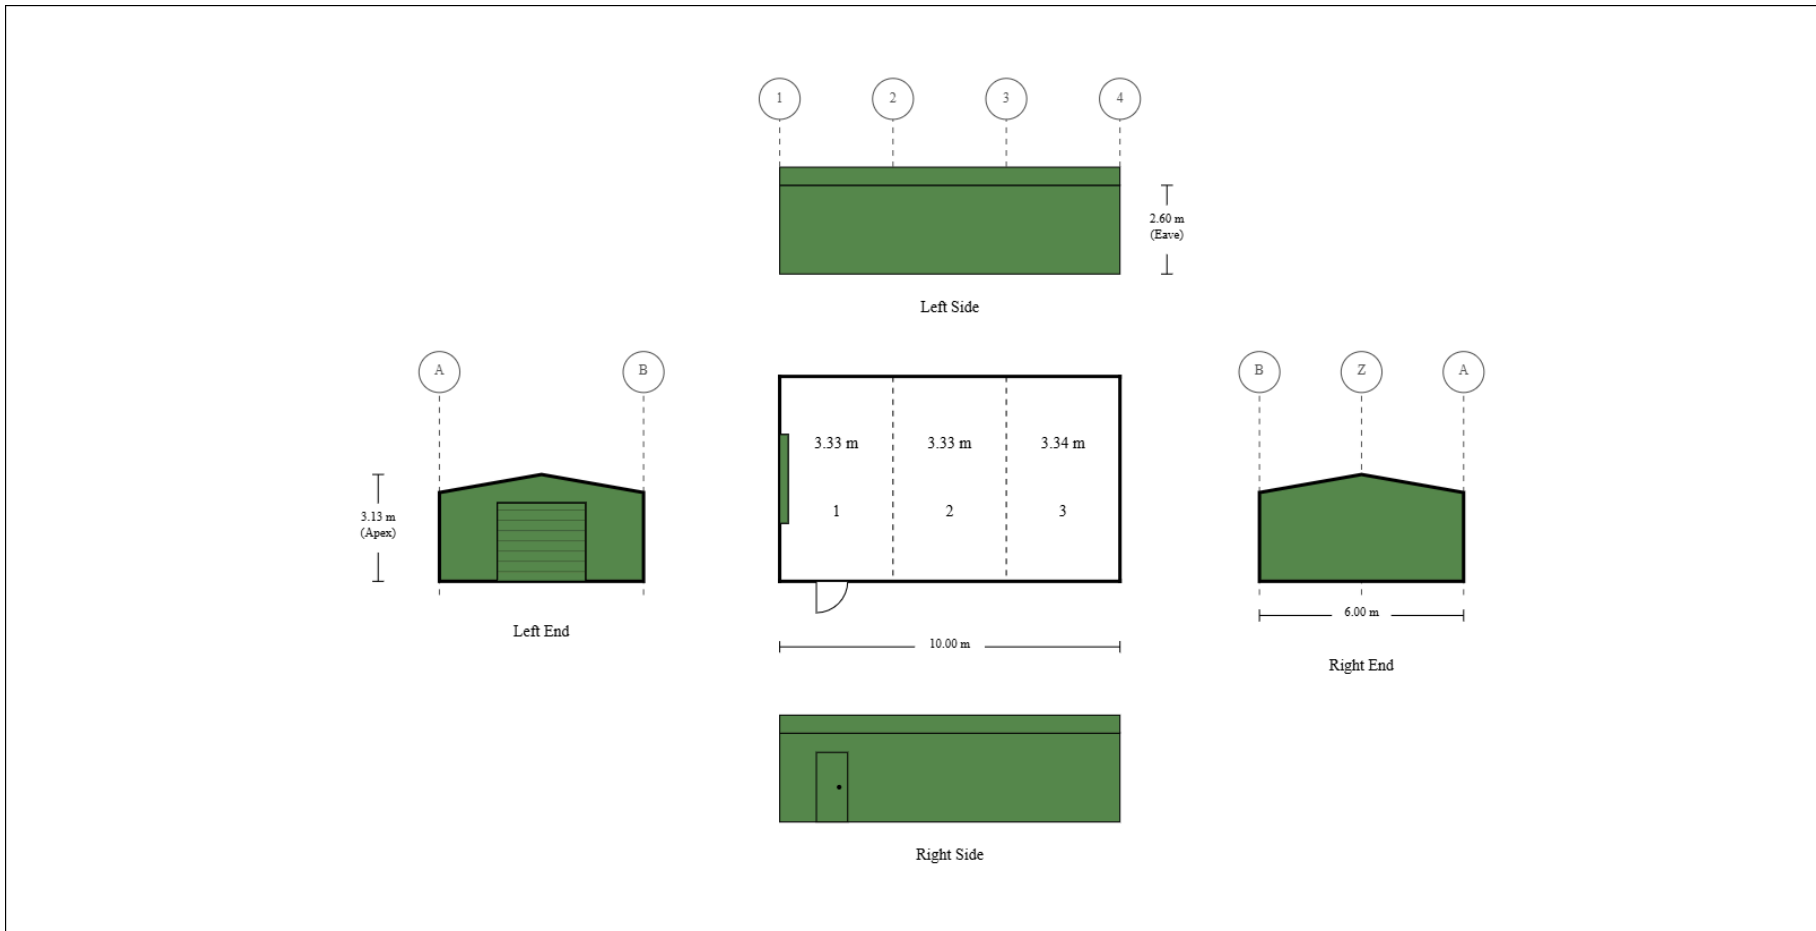 1 2 3 4
2.60 m
(Eave)
Left Side
A B
B Z A
3.33 m 3.33 m 3.34 m
1 2 3
3.13 m
(Apex)
Left End
6.00 m
10.00 m
Right End
Right Side